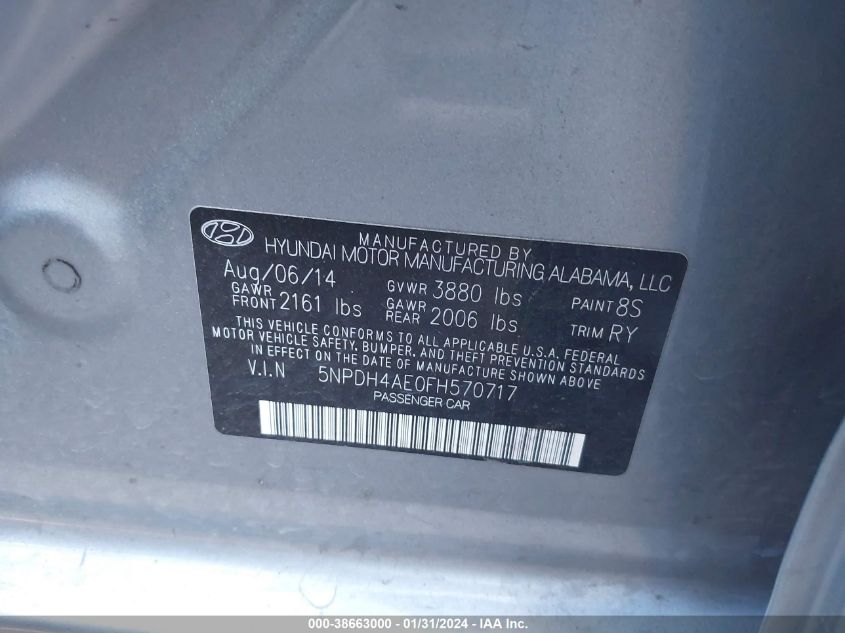 MANUFACTURED BY
HYUNDAI MOTOR MANUFACTURING ALABAMA, LLC
Aug/06/14 GVWR 3880 lbs PAINT 8S
GAWR FRONT 2161 lbs GAWR REAR 2006 lbs TRIM RY
THIS VEHICLE CONFORMS TO ALL APPLICABLE U.S.A. FEDERAL
MOTOR VEHICLE SAFETY, BUMPER, AND THEFT PREVENTION STANDARDS
IN EFFECT ON THE DATE OF MANUFACTURE SHOWN ABOVE
V.I.N 5NPDH4AE0FH570717
PASSENGER CAR
000-38663000 - 01/31/2024 - IAA Inc.